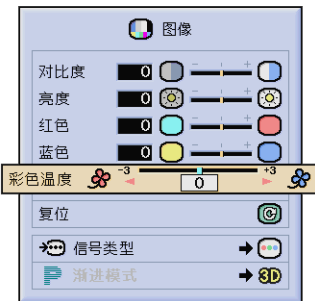 图像
对比度 0
亮度 0
红色 0
蓝色 0
彩色温度 -3 0 +3
复位
信号类型
P 渐进模式 3D